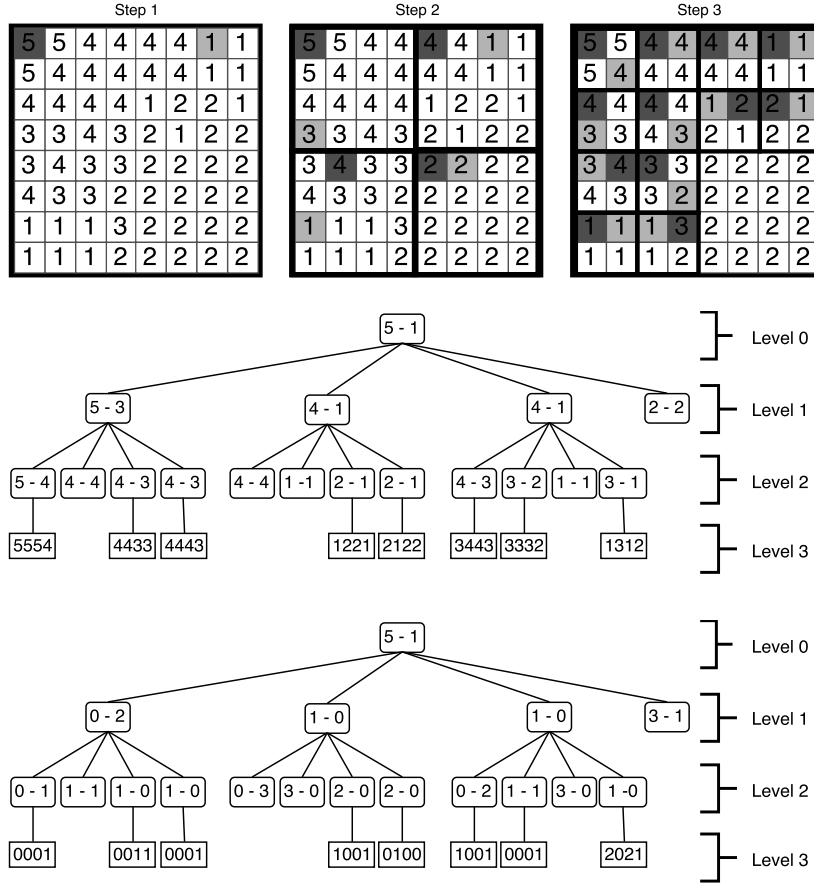 Step 1 Step 2 Step 3
5 5 4 4 4 4 1 1 5 5 4 4 4 4 1 1 5 5 4 4 4 4 1 1
5 4 4 4 4 4 1 1 5 4 4 4 4 4 1 1 5 4 4 4 4 4 1 1
4 4 4 4 1 2 2 1 4 4 4 4 1 2 2 1 4 4 4 4 1 2 2 1
3 3 4 3 2 1 2 2 3 3 4 3 2 1 2 2 3 3 4 3 2 1 2 2
3 4 3 3 2 2 2 2 3 4 3 3 2 2 2 2 3 4 3 3 2 2 2 2
4 3 3 2 2 2 2 2 4 3 3 2 2 2 2 2 4 3 3 2 2 2 2 2
1 1 1 3 2 2 2 2 1 1 1 3 2 2 2 2 1 1 1 3 2 2 2 2
1 1 1 2 2 2 2 2 1 1 1 2 2 2 2 2 1 1 1 2 2 2 2 2
5 - 1 Level 0
5 - 3 4 - 1 4 - 1 2 - 2 Level 1
5 - 4 4 - 4 4 - 3 4 - 3 4 - 4 1 -1 2 - 1 2 - 1 4 - 3 3 - 2 1 - 1 3 - 1 Level 2
5554 4433 4443 1221 2122 3443 3332 1312 Level 3
5 - 1 Level 0
0 - 2 1 - 0 1 - 0 3 - 1 Level 1
0 - 1 1 - 1 1 - 0 1 - 0 0 - 3 3 - 0 2 - 0 2 - 0 0 - 2 1 - 1 3 - 0 1 -0 Level 2
0001 0011 0001 1001 0100 1001 0001 2021 Level 3